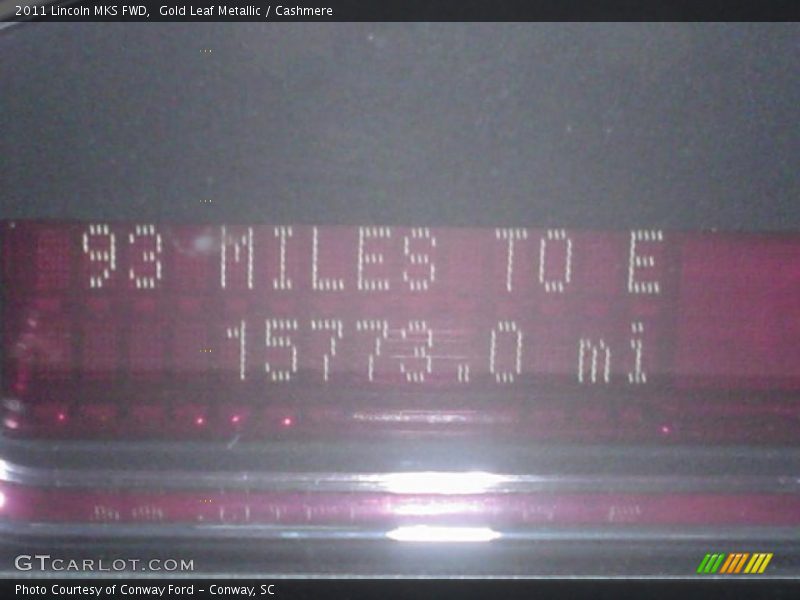 2011 Lincoln MKS FWD,  Gold Leaf Metallic / Cashmere
93 MILES TO E
15773.0 mi
GTCARLOT.COM
Photo Courtesy of Conway Ford - Conway, SC